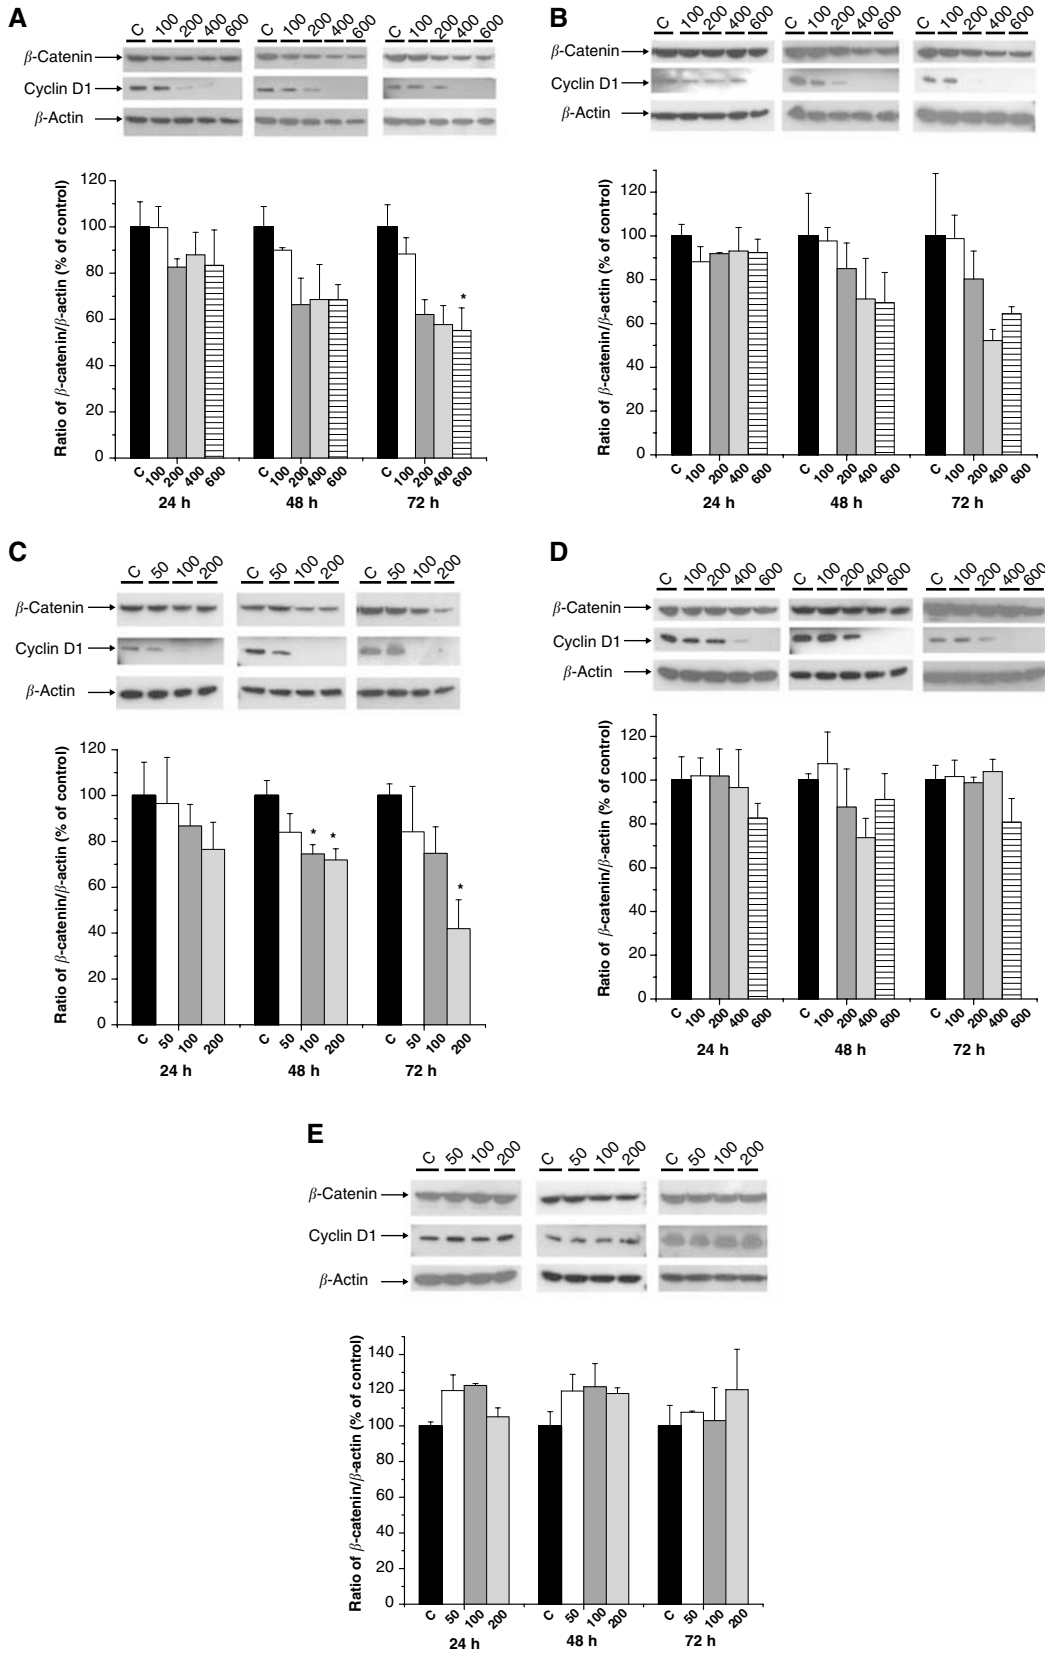 A
C 100 200 400 600 C 100 200 400 600 C 100 200 400 600
β-Catenin
Cyclin D1
β-Actin
Ratio of β-catenin/β-actin (% of control)
120
100
80
60
40
20
0
*
C 100 200 400 600 C 100 200 400 600 C 100 200 400 600
24 h 48 h 72 h
B
C 100 200 400 600 C 100 200 400 600 C 100 200 400 600
β-Catenin
Cyclin D1
β-Actin
Ratio of β-catenin/β-actin (% of control)
120
100
80
60
40
20
0
C 100 200 400 600 C 100 200 400 600 C 100 200 400 600
24 h 48 h 72 h
C
C 50 100 200 C 50 100 200 C 50 100 200
β-Catenin
Cyclin D1
β-Actin
Ratio of β-catenin/β-actin (% of control)
120
100
80
60
40
20
0
* * *
C 50 100 200 C 50 100 200 C 50 100 200
24 h 48 h 72 h
D
C 100 200 400 600 C 100 200 400 600 C 100 200 400 600
β-Catenin
Cyclin D1
β-Actin
Ratio of β-catenin/β-actin (% of control)
120
100
80
60
40
20
0
C 100 200 400 600 C 100 200 400 600 C 100 200 400 600
24 h 48 h 72 h
E
C 50 100 200 C 50 100 200 C 50 100 200
β-Catenin
Cyclin D1
β-Actin
Ratio of β-catenin/β-actin (% of control)
140
120
100
80
60
40
20
0
C 50 100 200 C 50 100 200 C 50 100 200
24 h 48 h 72 h